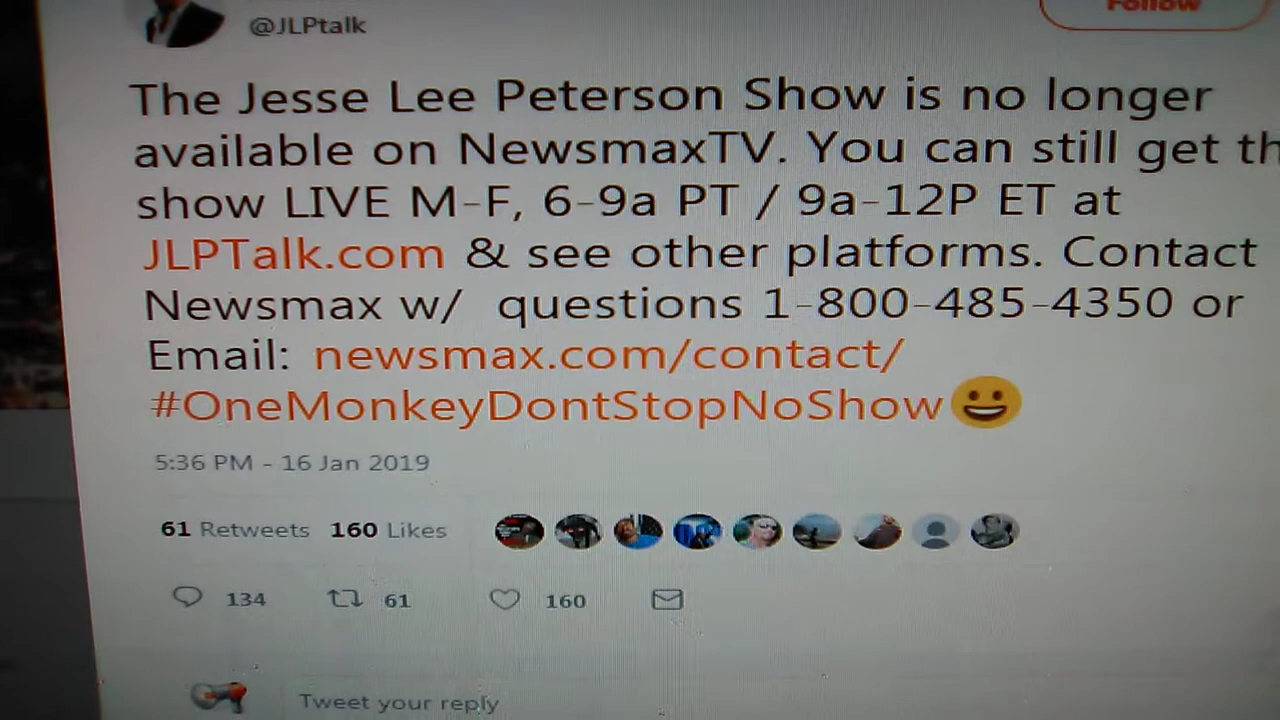 @JLPtalk
Follow
The Jesse Lee Peterson Show is no longer
available on NewsmaxTV. You can still get th
show LIVE M-F, 6-9a PT / 9a-12P ET at
JLPTalk.com & see other platforms. Contact
Newsmax w/ questions 1-800-485-4350 or
Email: newsmax.com/contact/
#OneMonkeyDontStopNoShow😀
5:36 PM - 16 Jan 2019
61 Retweets 160 Likes
134 61 160
Tweet your reply